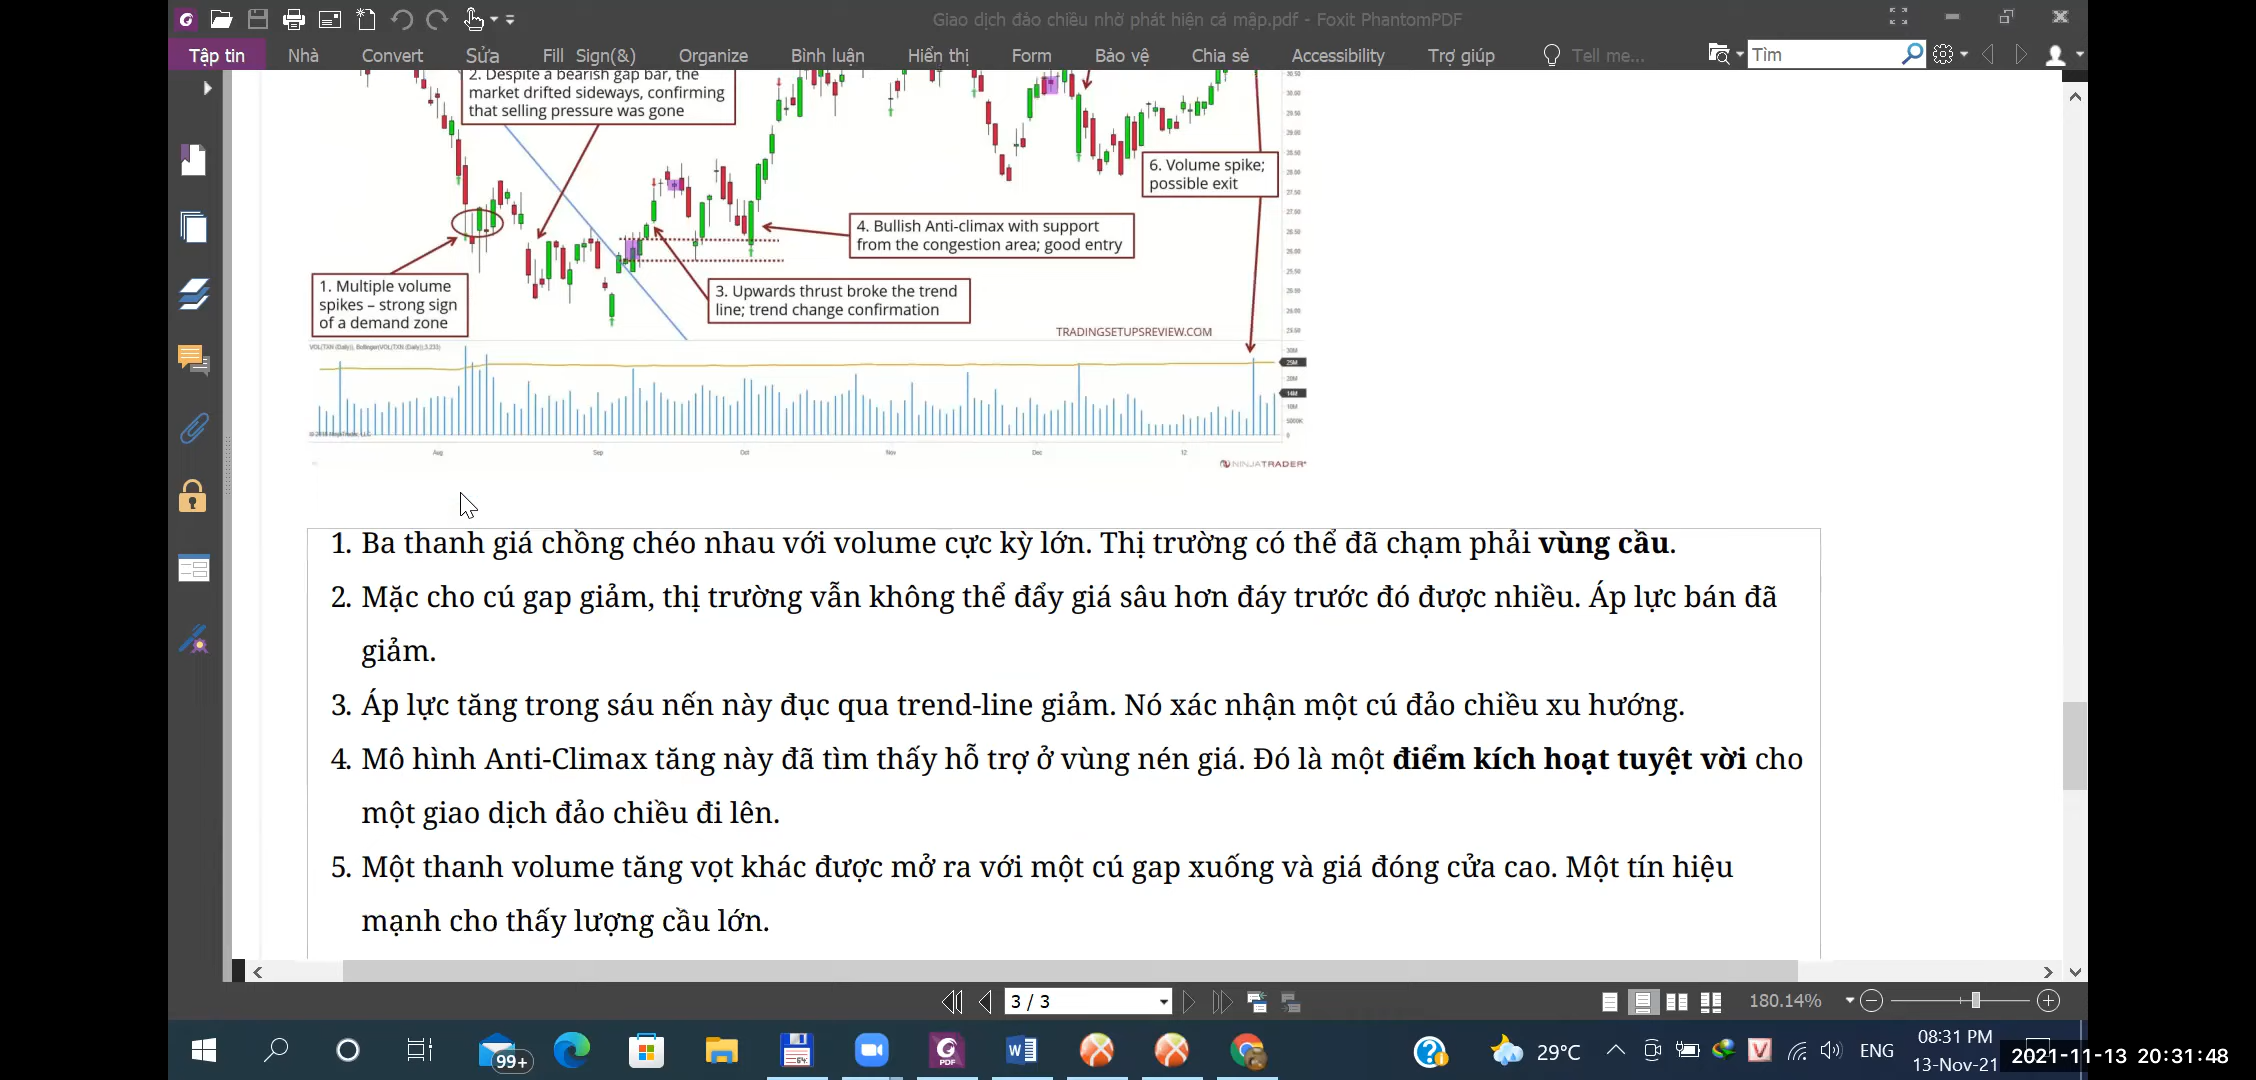 Giao dịch đảo chiều nhờ phát hiện cá mập.pdf - Foxit PhantomPDF
Tập tin Nhà Convert Sửa Fill Sign(&) Organize Bình luận Hiển thị Form Bảo vệ Chia sẻ Accessibility Trợ giúp Tell me... Tìm
2. Despite a bearish gap bar, the
market drifted sideways, confirming
that selling pressure was gone
6. Volume spike;
possible exit
4. Bullish Anti-climax with support
from the congestion area; good entry
1. Multiple volume
spikes – strong sign
of a demand zone
3. Upwards thrust broke the trend
line; trend change confirmation
TRADINGSETUPSREVIEW.COM
Aug Sep Oct Nov Dec 12
NINJATRADER
1. Ba thanh giá chồng chéo nhau với volume cực kỳ lớn. Thị trường có thể đã chạm phải vùng cầu.
2. Mặc cho cú gap giảm, thị trường vẫn không thể đẩy giá sâu hơn đáy trước đó được nhiều. Áp lực bán đã
giảm.
3. Áp lực tăng trong sáu nến này đục qua trend-line giảm. Nó xác nhận một cú đảo chiều xu hướng.
4. Mô hình Anti-Climax tăng này đã tìm thấy hỗ trợ ở vùng nén giá. Đó là một điểm kích hoạt tuyệt vời cho
một giao dịch đảo chiều đi lên.
5. Một thanh volume tăng vọt khác được mở ra với một cú gap xuống và giá đóng cửa cao. Một tín hiệu
mạnh cho thấy lượng cầu lớn.
3 / 3
180.14%
99+
29°C
ENG
08:31 PM
13-Nov-21
2021-11-13 20:31:48